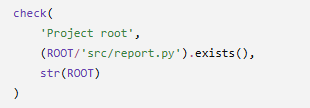 check(
    'Project root',
    (ROOT/'src/report.py').exists(),
    str(ROOT)
)